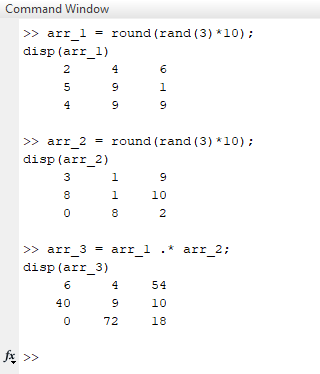 Command Window
>> arr_1 = round(rand(3)*10);
disp(arr_1)
2 4 6
5 9 1
4 9 9
>> arr_2 = round(rand(3)*10);
disp(arr_2)
3 1 9
8 1 10
0 8 2
>> arr_3 = arr_1 .* arr_2;
disp(arr_3)
6 4 54
40 9 10
0 72 18
fx >>